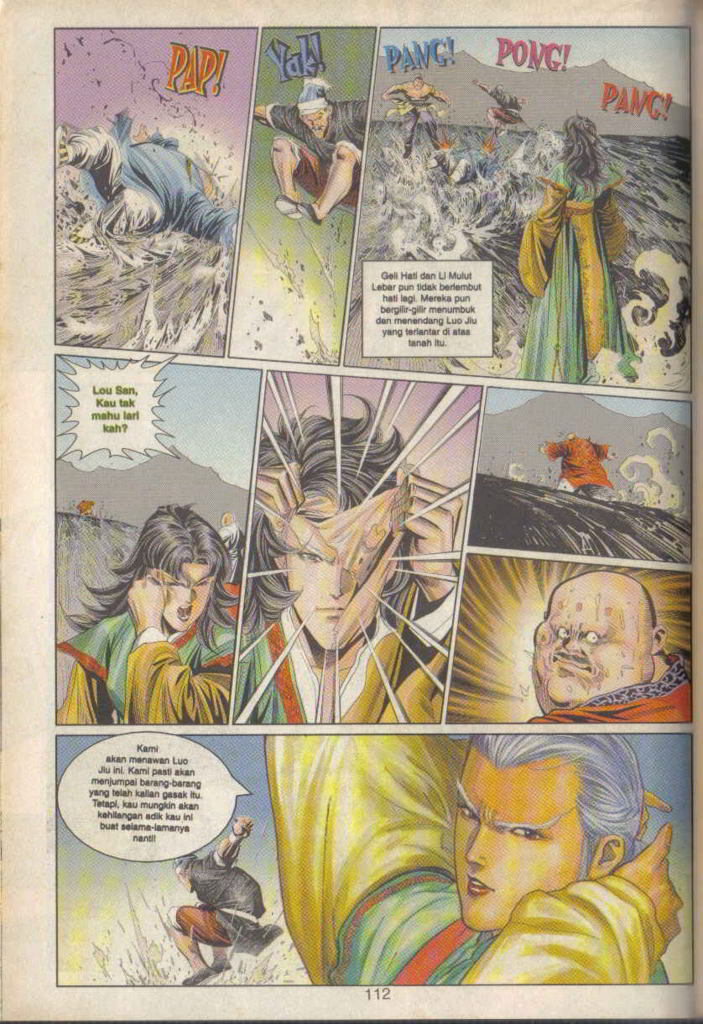 PAP!
Yak!
PANG!
PONG!
PANG!
Geli Hati dan Li Mulut
Lebar pun tidak berlembut
hati lagi. Mereka pun
bergilir-gilir menumbuk
dan menendang Luo Jiu
yang terlantar di atas
tanah itu.
Lou San,
Kau tak
mahu lari
kah?
Kami
akan menawan Luo
Jiu ini. Kami pasti akan
menjumpai barang-barang
yang telah kalian gasak itu.
Tetapi, kau mungkin akan
kehilangan adik kau ini
buat selama-lamanya
nanti!
112